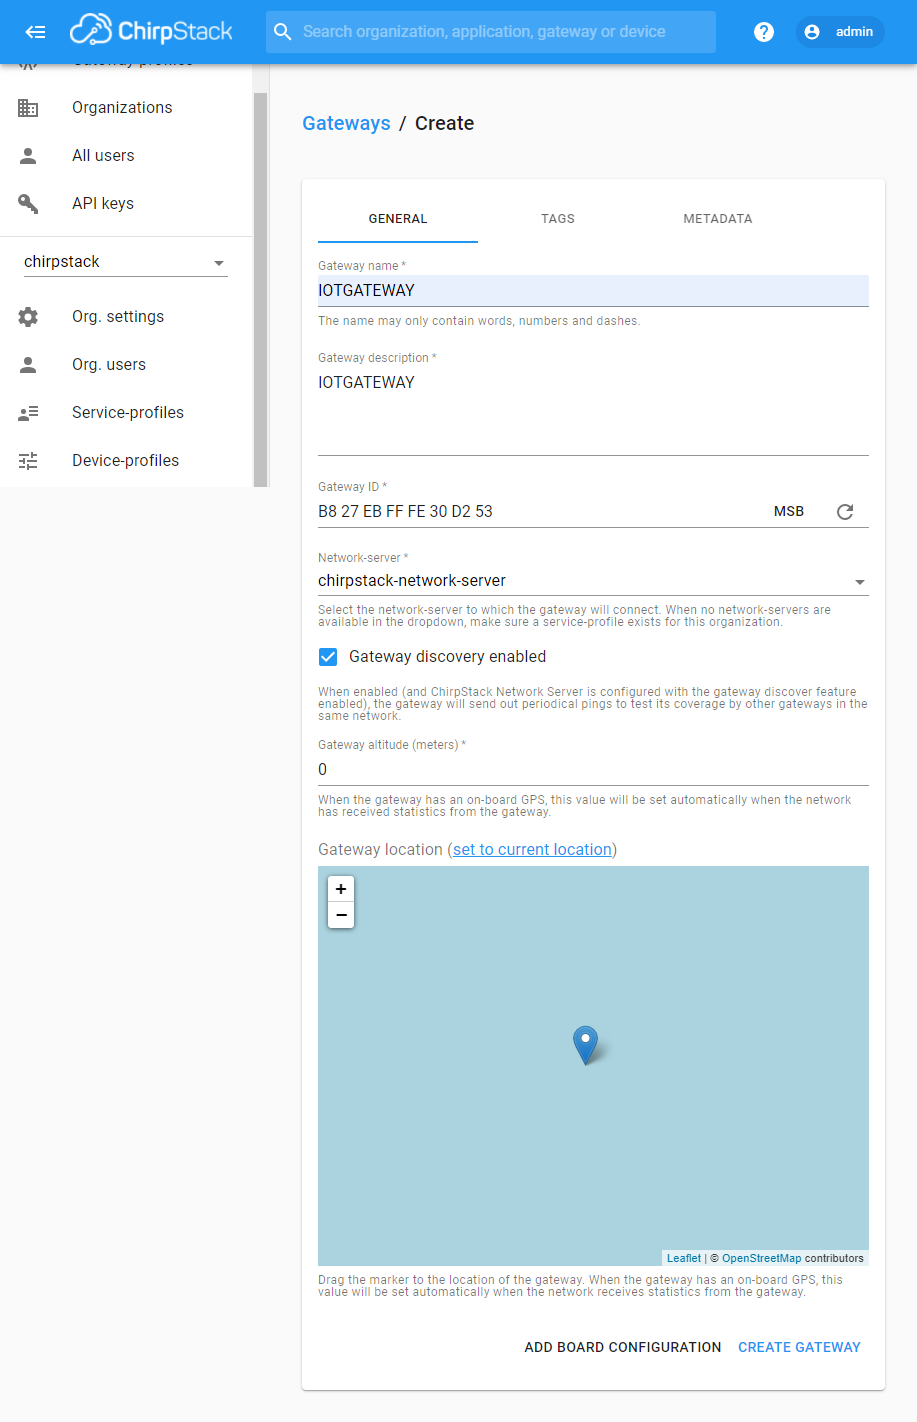 ChirpStack
Search organization, application, gateway or device
?
admin
Gateway profiles
Organizations
All users
API keys
chirpstack
Org. settings
Org. users
Service-profiles
Device-profiles
Gateways / Create
GENERAL TAGS METADATA
Gateway name *
IOTGATEWAY
The name may only contain words, numbers and dashes.
Gateway description *
IOTGATEWAY
Gateway ID *
B8 27 EB FF FE 30 D2 53 MSB
Network-server *
chirpstack-network-server
Select the network-server to which the gateway will connect. When no network-servers are
available in the dropdown, make sure a service-profile exists for this organization.
Gateway discovery enabled
When enabled (and ChirpStack Network Server is configured with the gateway discover feature
enabled), the gateway will send out periodical pings to test its coverage by other gateways in the
same network.
Gateway altitude (meters) *
0
When the gateway has an on-board GPS, this value will be set automatically when the network
has received statistics from the gateway.
Gateway location (set to current location)
+
−
Leaflet | © OpenStreetMap contributors
Drag the marker to the location of the gateway. When the gateway has an on-board GPS, this
value will be set automatically when the network receives statistics from the gateway.
ADD BOARD CONFIGURATION CREATE GATEWAY